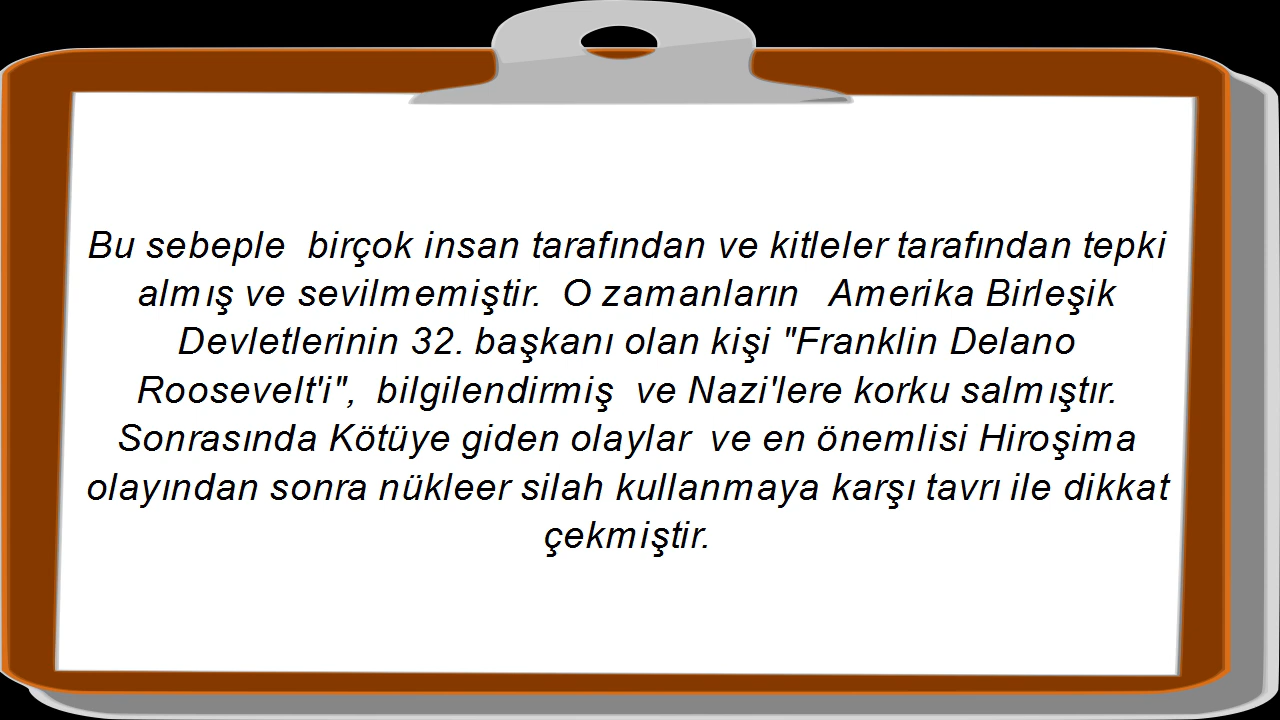 Bu sebeple  birçok insan tarafından ve kitleler tarafından tepki
almış ve sevilmemiştir.  O zamanların   Amerika Birleşik
Devletlerinin 32. başkanı olan kişi "Franklin Delano
Roosevelt'i",  bilgilendirmiş  ve Nazi'lere korku salmıştır.
Sonrasında Kötüye giden olaylar  ve en önemlisi Hiroşima
olayından sonra nükleer silah kullanmaya karşı tavrı ile dikkat
çekmiştir.